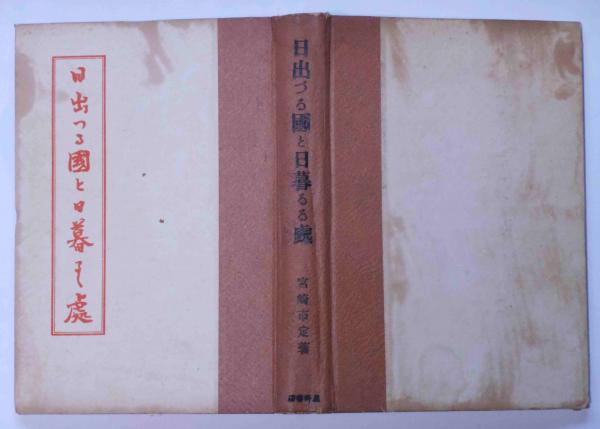 日出つる國と日暮るゝ處
日出づる國と日暮るる處
宮崎市定著